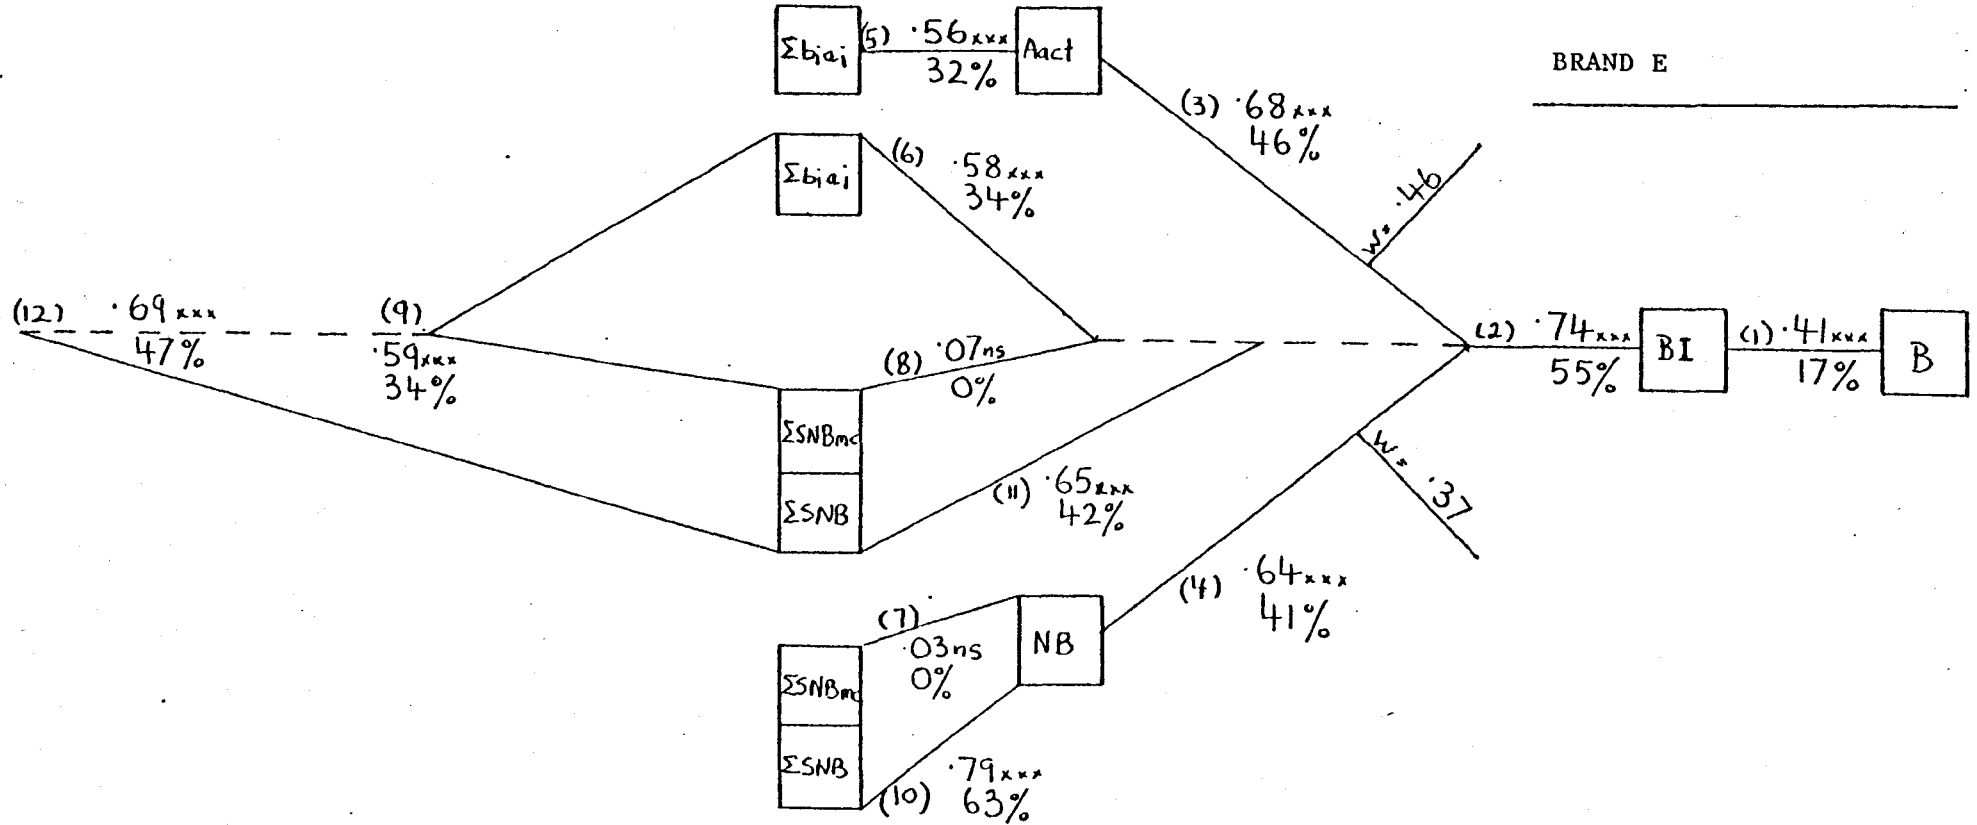 BRAND E
Σbiai
(5) ·56xxx
32%
Aact
(3) ·68xxx
46%
W= ·46
Σbiai
(6) ·58xxx
34%
(12) ·69xxx
47%
(9)
·59xxx
34%
(8) ·07ns
0%
(2) ·74xxx
55%
BI
(1) ·41xxx
17%
B
ΣSNBmc
ΣSNB
(11) ·65xxx
42%
W= ·37
(4) ·64xxx
41%
(7)
·03ns
0%
NB
ΣSNBmc
ΣSNB
(10) ·79xxx
63%